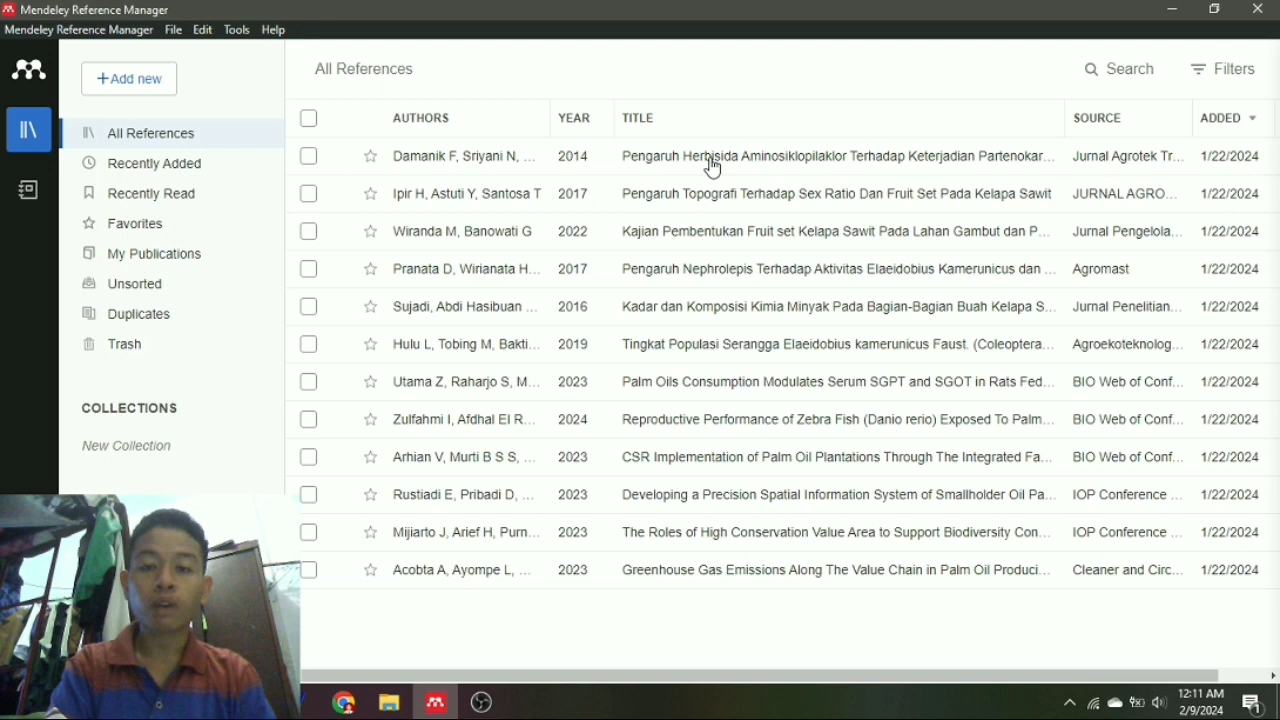 Mendeley Reference Manager
Mendeley Reference Manager File Edit Tools Help
+Add new
All References
Recently Added
Recently Read
Favorites
My Publications
Unsorted
Duplicates
Trash
COLLECTIONS
New Collection
All References
Search
Filters
AUTHORS YEAR TITLE SOURCE ADDED
Damanik F, Sriyani N, ... 2014 Pengaruh Herbisida Aminosiklopilaklor Terhadap Keterjadian Partenokar... Jurnal Agrotek Tr... 1/22/2024
Ipir H, Astuti Y, Santosa T 2017 Pengaruh Topografi Terhadap Sex Ratio Dan Fruit Set Pada Kelapa Sawit JURNAL AGRO... 1/22/2024
Wiranda M, Banowati G 2022 Kajian Pembentukan Fruit set Kelapa Sawit Pada Lahan Gambut dan P... Jurnal Pengelola... 1/22/2024
Pranata D, Wirianata H... 2017 Pengaruh Nephrolepis Terhadap Aktivitas Elaeidobius Kamerunicus dan ... Agromast 1/22/2024
Sujadi, Abdi Hasibuan ... 2016 Kadar dan Komposisi Kimia Minyak Pada Bagian-Bagian Buah Kelapa S... Jurnal Penelitian... 1/22/2024
Hulu L, Tobing M, Bakti... 2019 Tingkat Populasi Serangga Elaeidobius kamerunicus Faust. (Coleoptera... Agroekoteknolog... 1/22/2024
Utama Z, Raharjo S, M... 2023 Palm Oils Consumption Modulates Serum SGPT and SGOT in Rats Fed... BIO Web of Conf... 1/22/2024
Zulfahmi I, Afdhal El R... 2024 Reproductive Performance of Zebra Fish (Danio rerio) Exposed To Palm... BIO Web of Conf... 1/22/2024
Arhian V, Murti B S S, ... 2023 CSR Implementation of Palm Oil Plantations Through The Integrated Fa... BIO Web of Conf... 1/22/2024
Rustiadi E, Pribadi D, ... 2023 Developing a Precision Spatial Information System of Smallholder Oil Pa... IOP Conference ... 1/22/2024
Mijiarto J, Arief H, Purn... 2023 The Roles of High Conservation Value Area to Support Biodiversity Con... IOP Conference ... 1/22/2024
Acobta A, Ayompe L, ... 2023 Greenhouse Gas Emissions Along The Value Chain in Palm Oil Produci... Cleaner and Circ... 1/22/2024
12:11 AM
2/9/2024
1